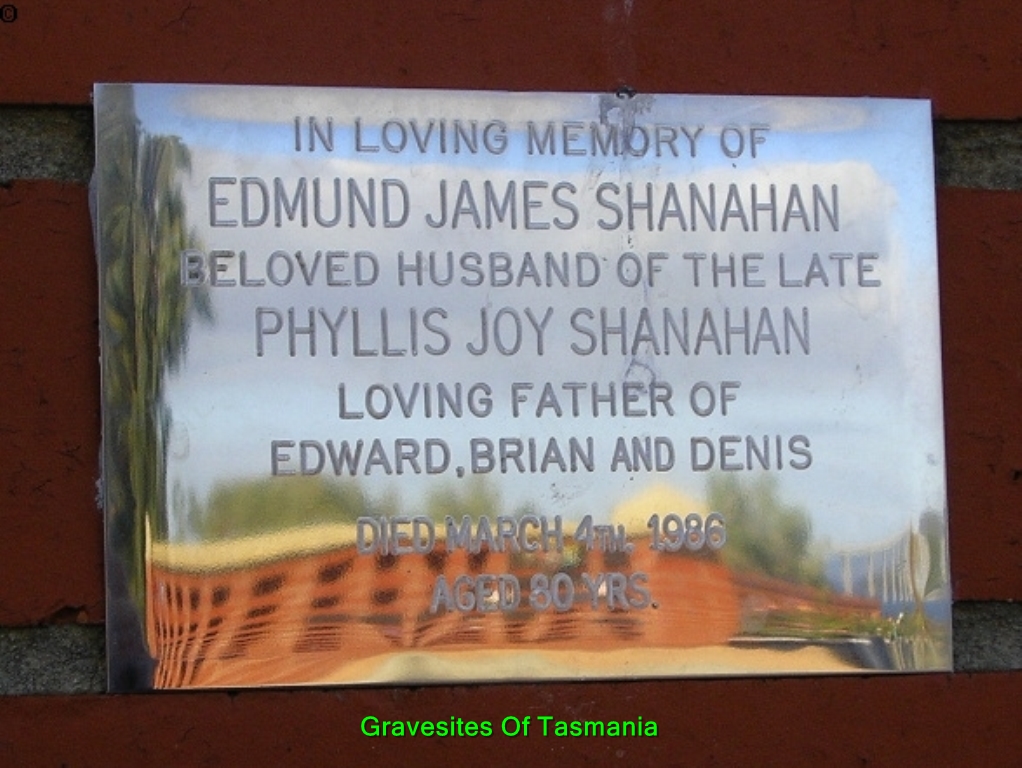 ©
IN LOVING MEMORY OF
EDMUND JAMES SHANAHAN
BELOVED HUSBAND OF THE LATE
PHYLLIS JOY SHANAHAN
LOVING FATHER OF
EDWARD, BRIAN AND DENIS
DIED MARCH 4TH. 1986
AGED 80 YRS.
Gravesites Of Tasmania